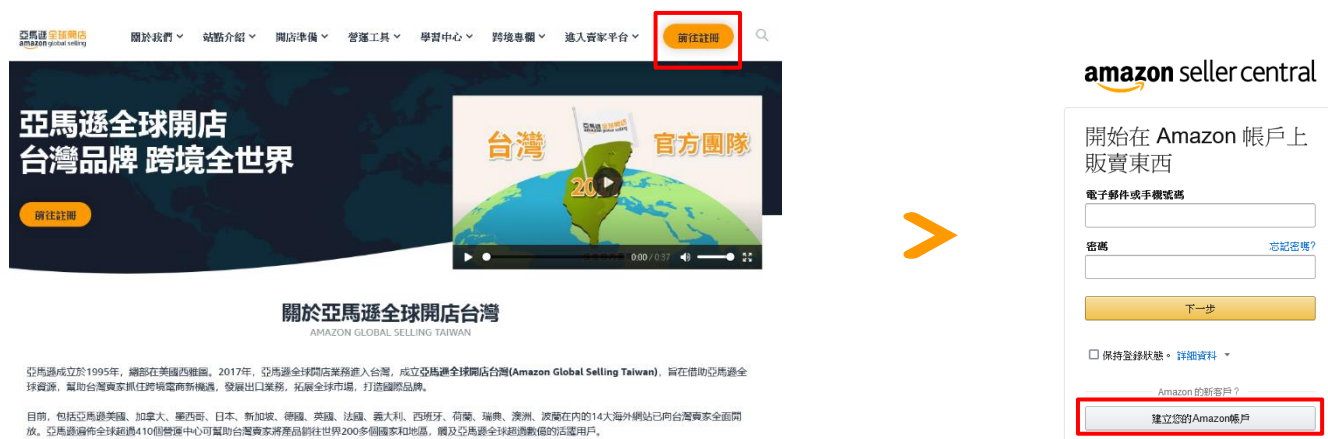 亞馬遜全球開店
amazon global selling
關於我們
站點介紹
開店準備
營運工具
學習中心
跨境專欄
進入賣家平台
前往註冊
亞馬遜全球開店
台灣品牌 跨境全世界
前往註冊
台灣
官方團隊
0:00 / 0:37
關於亞馬遜全球開店台灣
AMAZON GLOBAL SELLING TAIWAN
亞馬遜成立於1995年，總部在美國西雅圖。2017年，亞馬遜全球開店業務進入台灣，成立亞馬遜全球開店台灣(Amazon Global Selling Taiwan)，旨在借助亞馬遜全
球資源，幫助台灣賣家抓住跨境電商新機遇，發展出口業務，拓展全球市場，打造國際品牌。
目前，包括亞馬遜美國、加拿大、墨西哥、日本、新加坡、德國、英國、法國、義大利、西班牙、荷蘭、瑞典、澳洲、波蘭在內的14大海外網站已向台灣賣家全面開
放。亞馬遜遍佈全球超過410個營運中心可幫助台灣賣家將產品銷往世界200多個國家和地區，觸及亞馬遜全球超過數億的活躍用戶。
amazon seller central
開始在 Amazon 帳戶上
販賣東西
電子郵件或手機號碼
密碼
忘記密碼?
下一步
保持登錄狀態。 詳細資料
Amazon 的新客戶？
建立您的Amazon帳戶